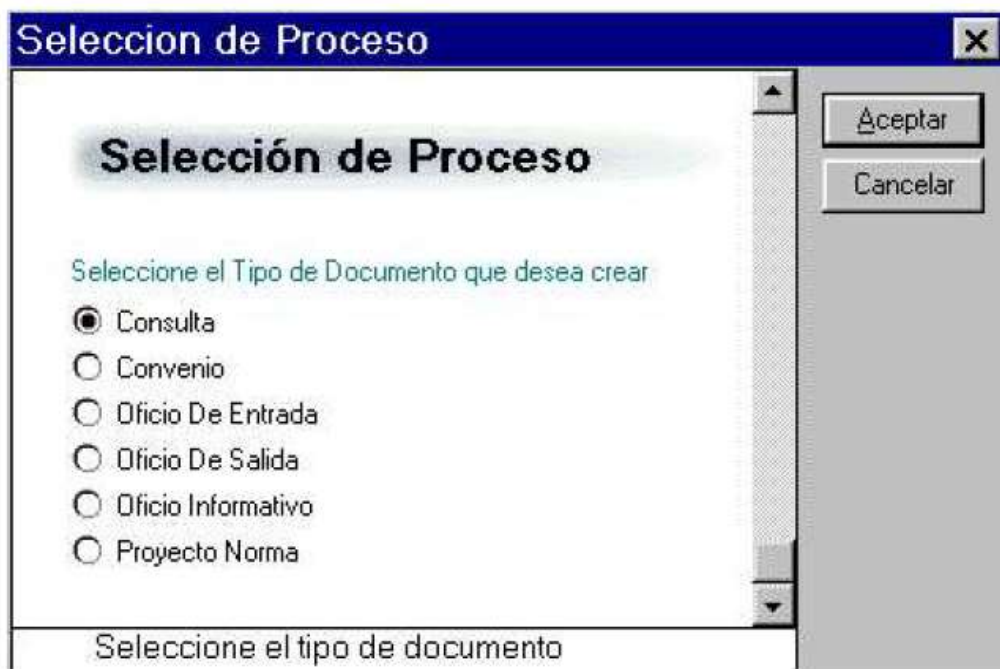 Seleccion de Proceso
Selección de Proceso
Aceptar
Cancelar
Seleccione el Tipo de Documento que desea crear
Consulta
Convenio
Oficio De Entrada
Oficio De Salida
Oficio Informativo
Proyecto Norma
Seleccione el tipo de documento